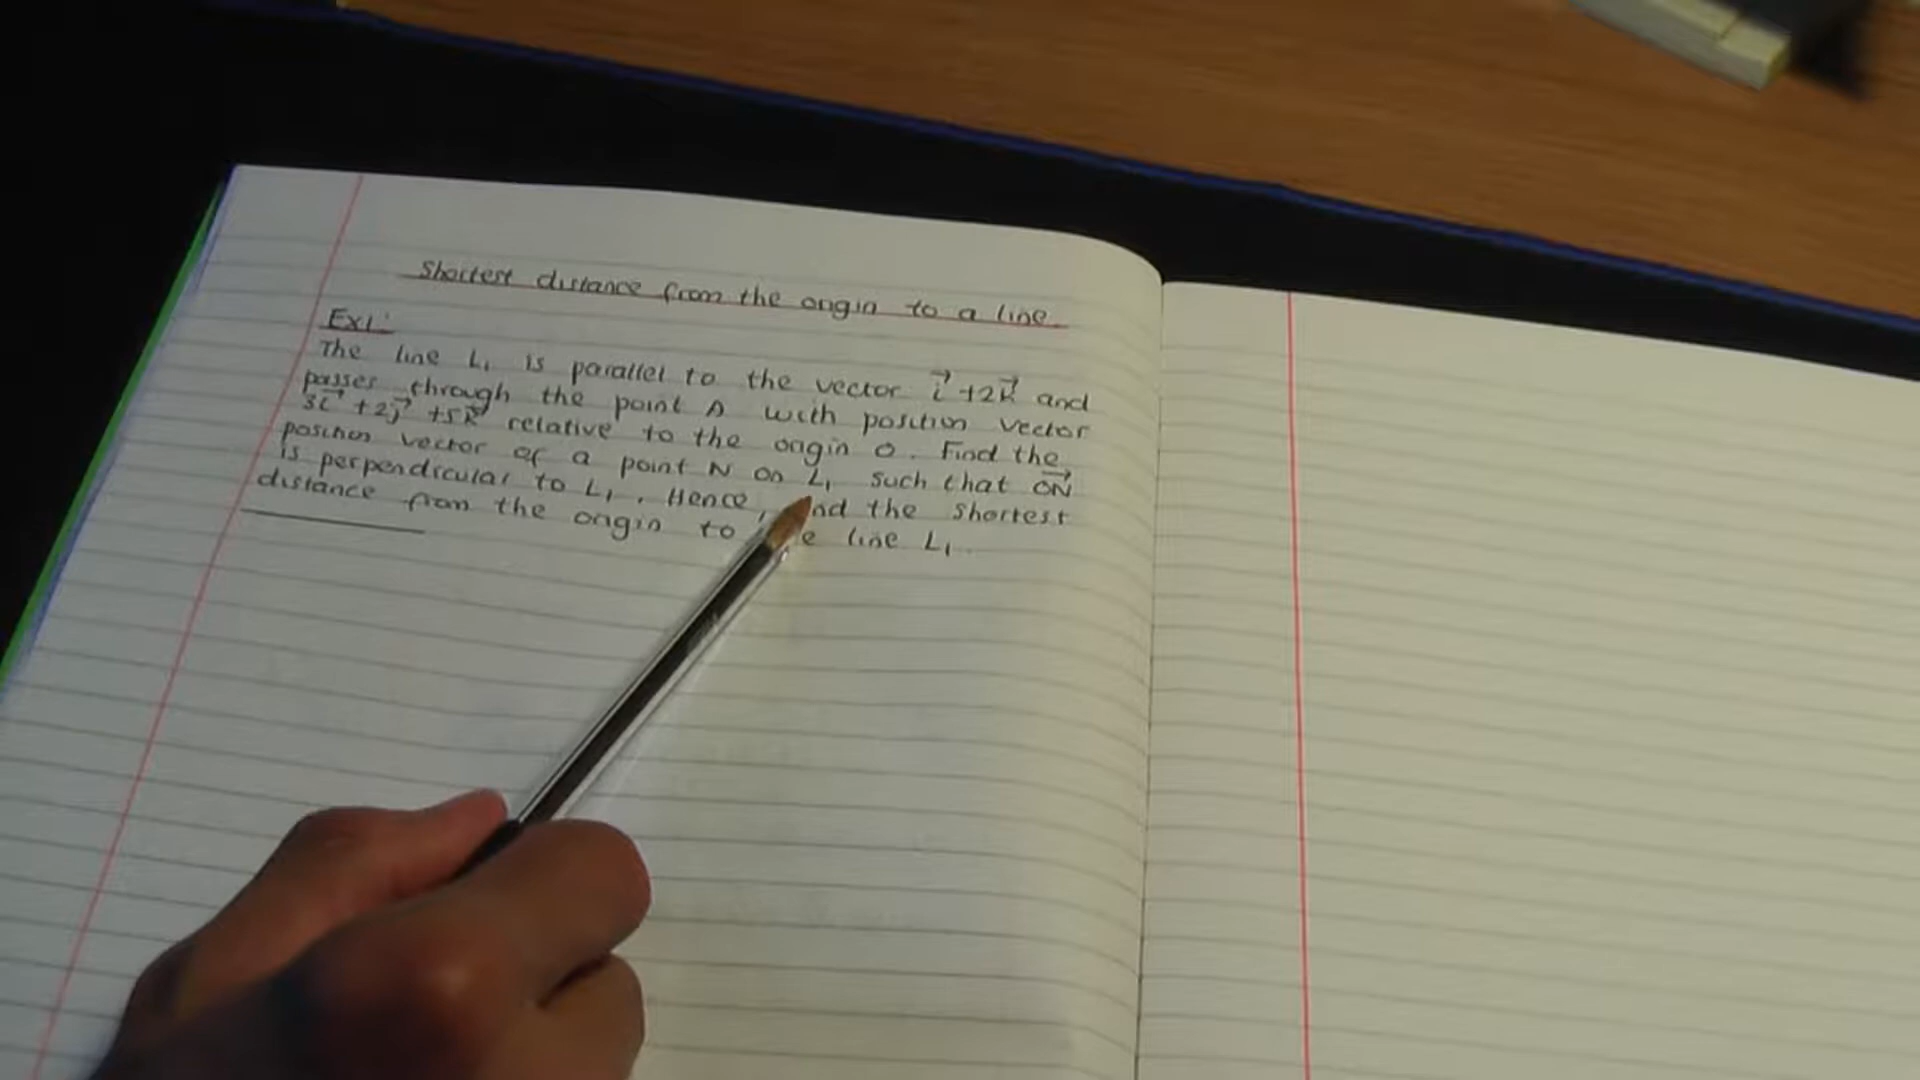 Shortest distance from the origin to a line.
Ex1:
The line L₁ is parallel to the vector i⃗ +2k⃗ and
passes through the point A with position vector
3i⃗ +2j⃗ +5k⃗ relative to the origin O. Find the
position vector of a point N on L₁ such that O⃗N⃗
is perpendicular to L₁. Hence, the shortest
distance from the origin to line L₁.